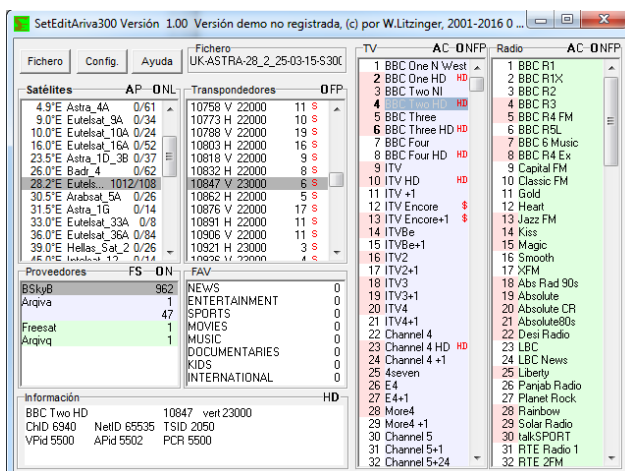 SetEditAriva300 Versión 1.00 Versión demo no registrada, (c) por W.Litzinger, 2001-2016 0 ...
Fichero
Config.
Ayuda
Fichero
UK-ASTRA-28_2_25-03-15-S300
Satélites AP ONL
4.9°E Astra_4A 0/61
9.0°E Eutelsat_9A 0/34
10.0°E Eutelsat_10A 0/24
16.0°E Eutelsat_16A 0/52
23.5°E Astra_1D_3B 0/37
26.0°E Badr_4 0/62
28.2°E Eutels... 1012/108
30.5°E Arabsat_5A 0/26
31.5°E Astra_1G 0/14
33.0°E Eutelsat_33A 0/8
36.0°E Eutelsat_36A 0/84
39.0°E Hellas_Sat_2 0/26
45.0°E Intelsat_12 0/14
Transpondedores OFP
10758 V 22000 11 S
10773 H 22000 10 S
10788 V 22000 19 S
10803 H 22000 16 S
10818 V 22000 9 S
10832 H 22000 8 S
10847 V 23000 6 S
10862 H 22000 5 S
10876 V 22000 17 S
10891 H 22000 11 S
10906 V 22000 11 S
10921 H 22000 3 S
10936 V 22000 4 S
Proveedores FS ON
BSkyB 962
Arqiva 1
47
Freesat 1
Arqivq 1
FAV
NEWS 0
ENTERTAINMENT 0
SPORTS 0
MOVIES 0
MUSIC 0
DOCUMENTARIES 0
KIDS 0
INTERNATIONAL 0
Información HD
BBC Two HD 10847 vert 23000
ChID 6940 NetID 65535 TSID 2050
VPid 5500 APid 5502 PCR 5500
TV AC ONFP
1 BBC One N West
2 BBC One HD HD
3 BBC Two NI
4 BBC Two HD HD
5 BBC Three
6 BBC Three HD HD
7 BBC Four
8 BBC Four HD HD
9 ITV
10 ITV HD HD
11 ITV +1
12 ITV Encore $
13 ITV Encore+1 $
14 ITVBe
15 ITVBe+1
16 ITV2
17 ITV2+1
18 ITV3
19 ITV3+1
20 ITV4
21 ITV4+1
22 Channel 4
23 Channel 4 HD HD
24 Channel 4 +1
25 4seven
26 E4
27 E4+1
28 More4
29 More4 +1
30 Channel 5
31 Channel 5+1
32 Channel 5+24
Radio AC ONFP
1 BBC R1
2 BBC R1X
3 BBC R2
4 BBC R3
5 BBC R4 FM
6 BBC R5L
7 BBC 6 Music
8 BBC R4 Ex
9 Capital FM
10 Classic FM
11 Gold
12 Heart
13 Jazz FM
14 Kiss
15 Magic
16 Smooth
17 XFM
18 Abs Rad 90s
19 Absolute
20 Absolute CR
21 Absolute80s
22 Desi Radio
23 LBC
24 LBC News
25 Liberty
26 Panjab Radio
27 Planet Rock
28 Rainbow
29 Solar Radio
30 talkSPORT
31 RTE Radio 1
32 RTE 2FM